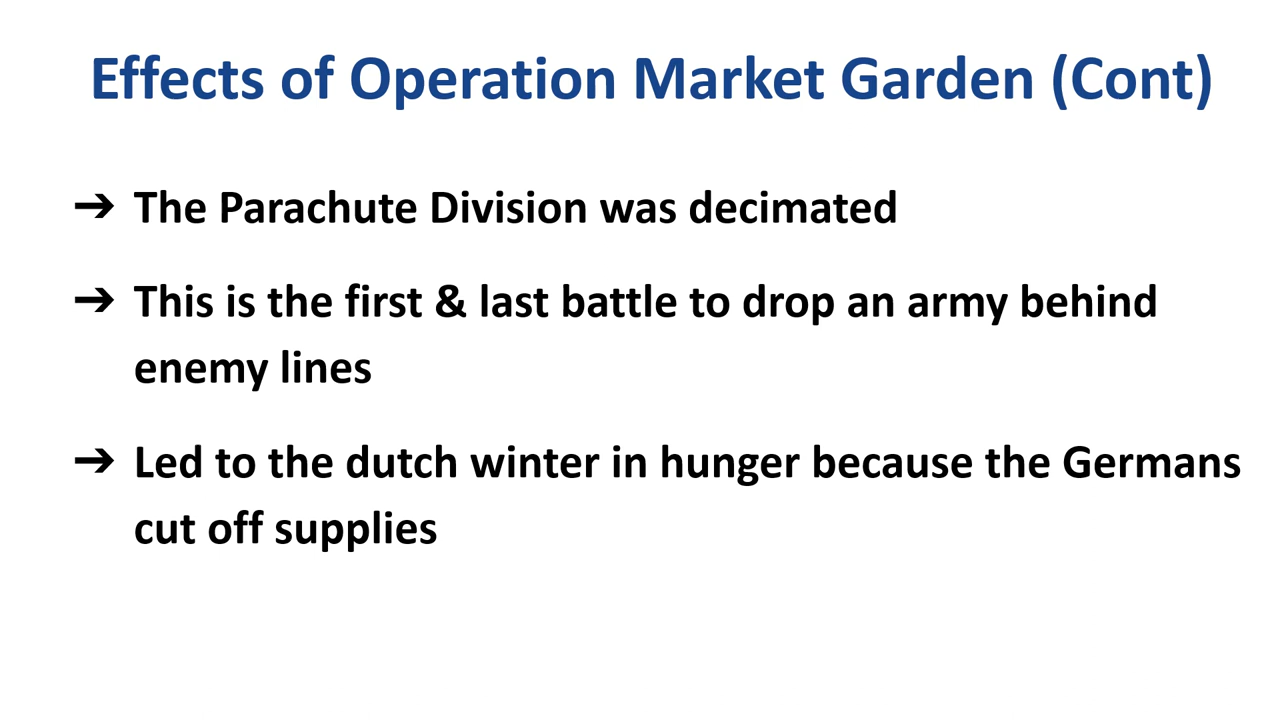 Effects of Operation Market Garden (Cont)
➔ The Parachute Division was decimated
➔ This is the first & last battle to drop an army behind
enemy lines
➔ Led to the dutch winter in hunger because the Germans
cut off supplies